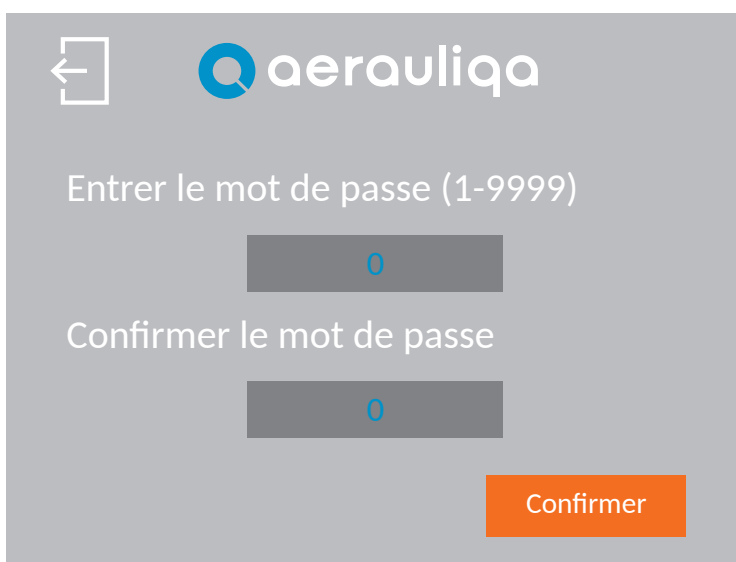 aerauliqa
Entrer le mot de passe (1-9999)
0
Confirmer le mot de passe
0
Confirmer